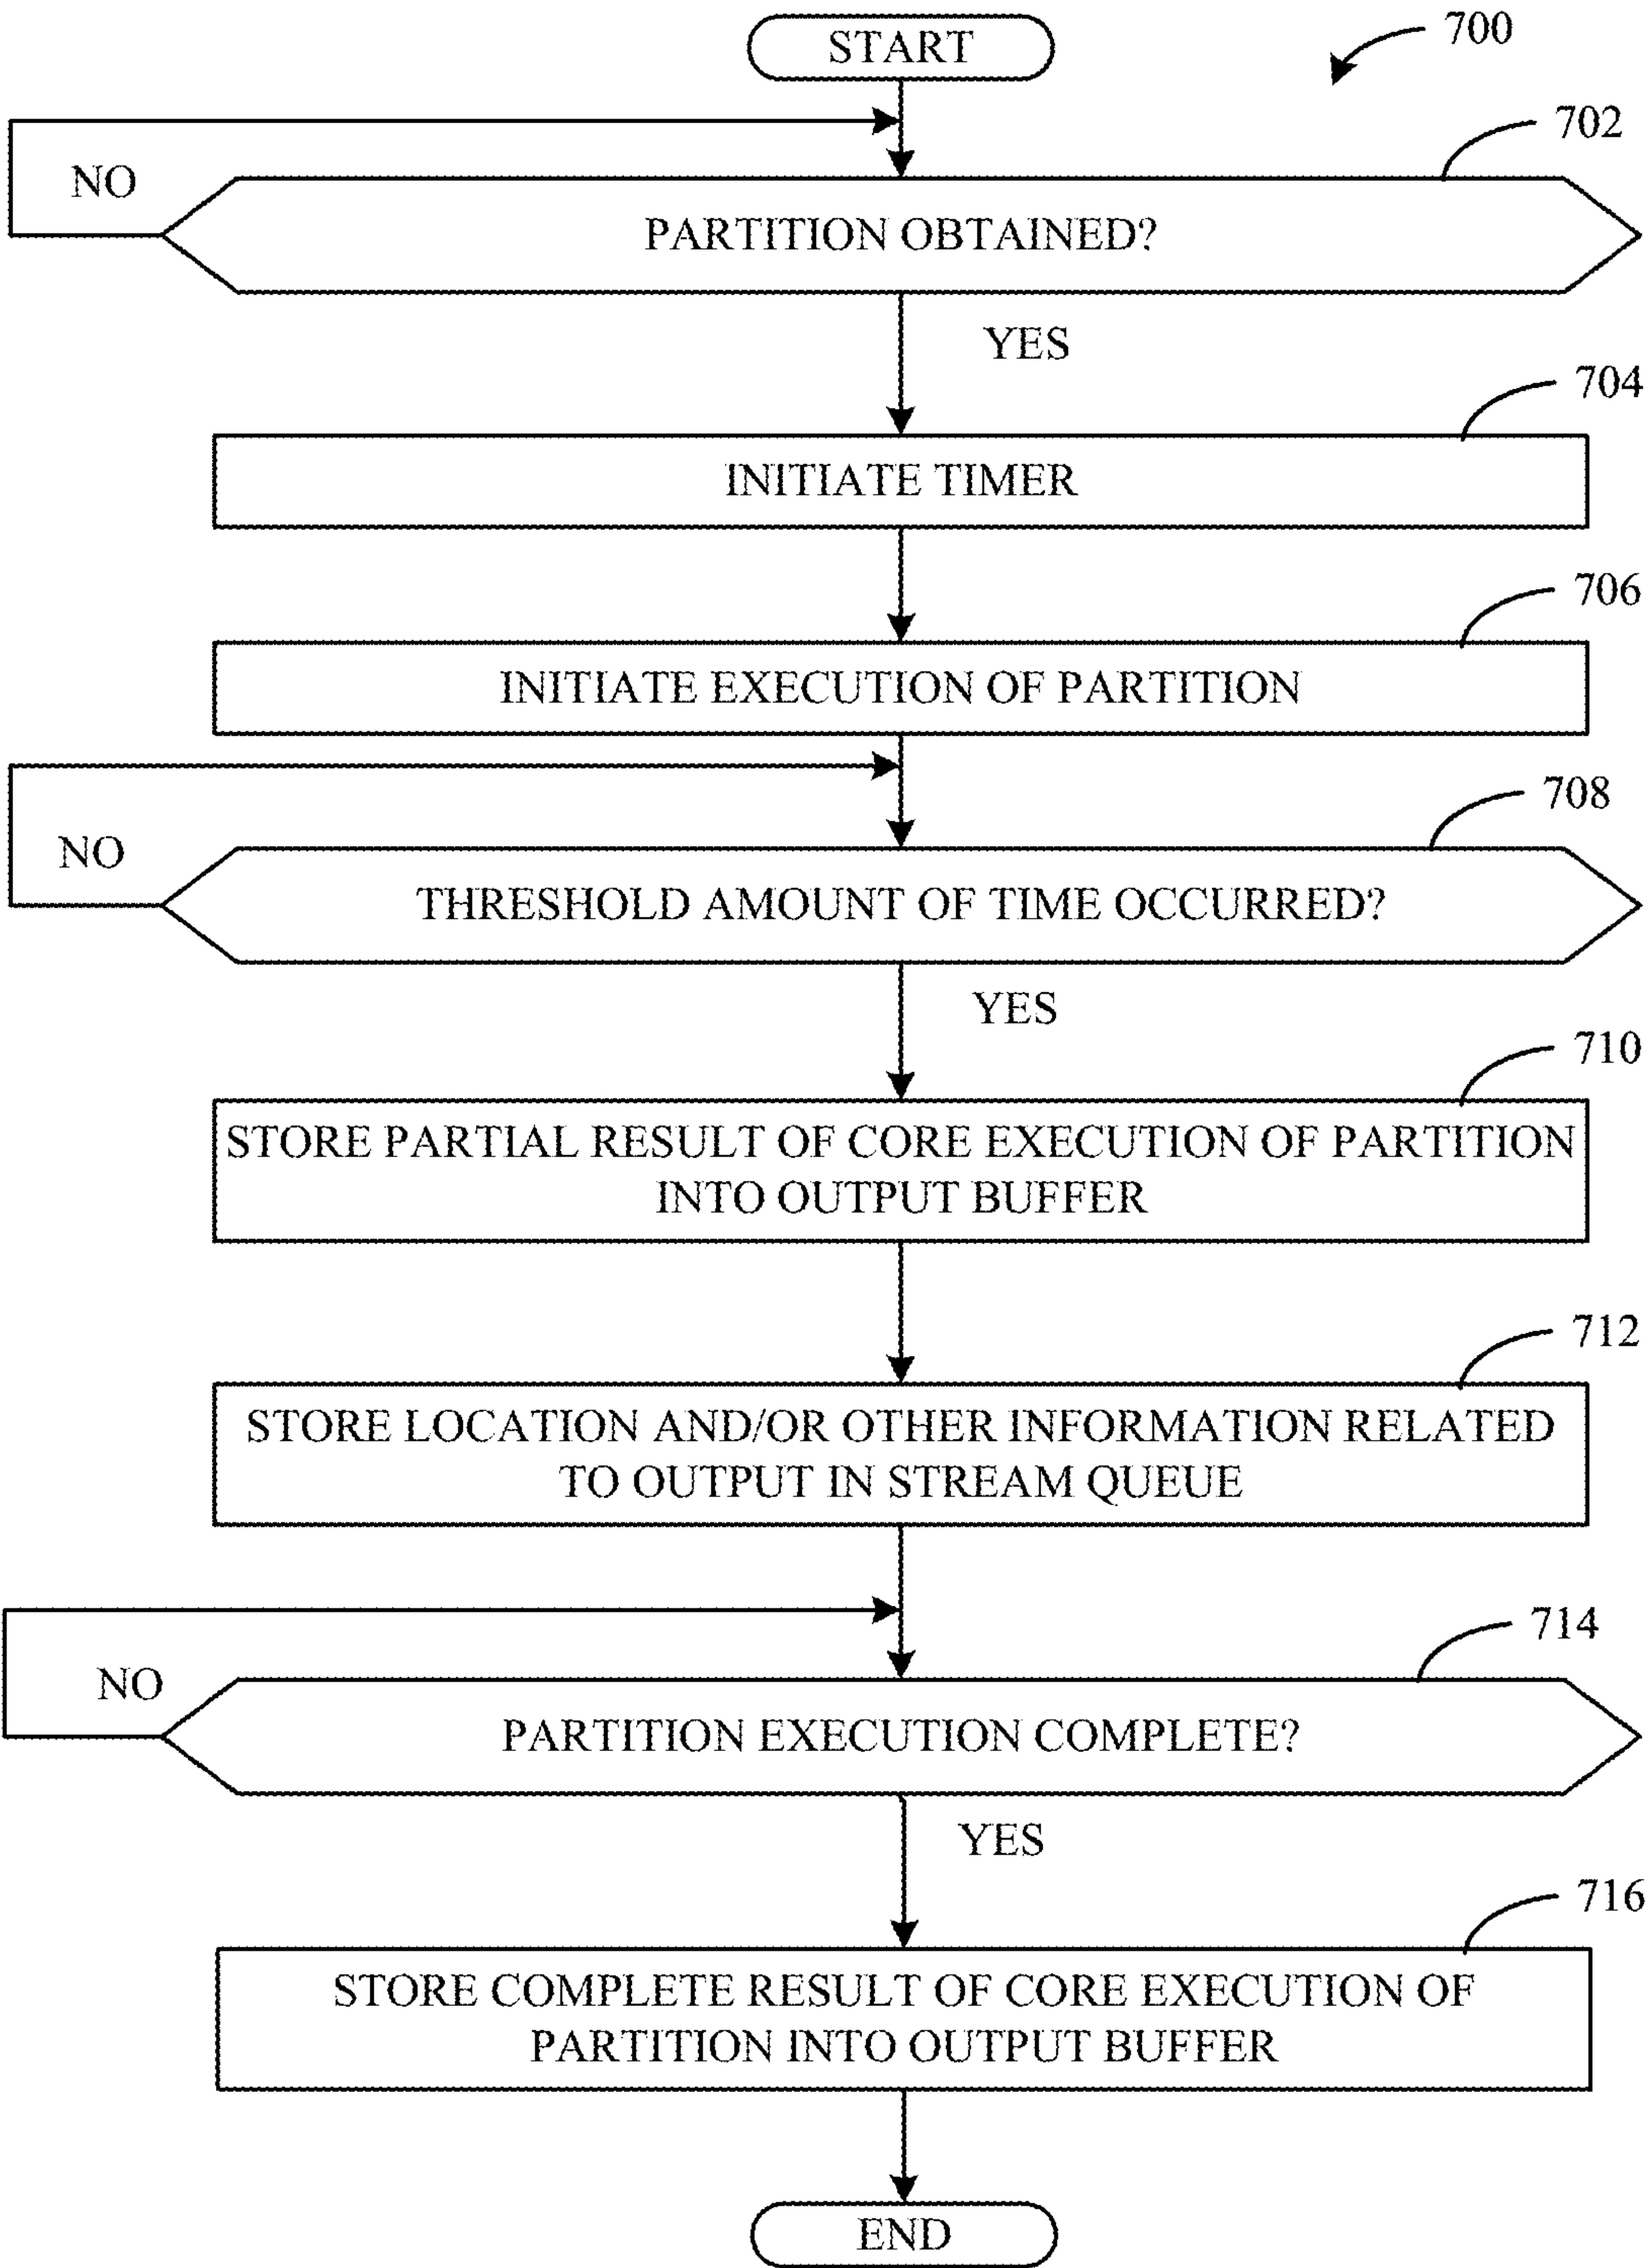 START
700
702
NO
PARTITION OBTAINED?
YES
704
INITIATE TIMER
706
INITIATE EXECUTION OF PARTITION
708
NO
THRESHOLD AMOUNT OF TIME OCCURRED?
YES
710
STORE PARTIAL RESULT OF CORE EXECUTION OF PARTITION
INTO OUTPUT BUFFER
712
STORE LOCATION AND/OR OTHER INFORMATION RELATED
TO OUTPUT IN STREAM QUEUE
714
NO
PARTITION EXECUTION COMPLETE?
YES
716
STORE COMPLETE RESULT OF CORE EXECUTION OF
PARTITION INTO OUTPUT BUFFER
END